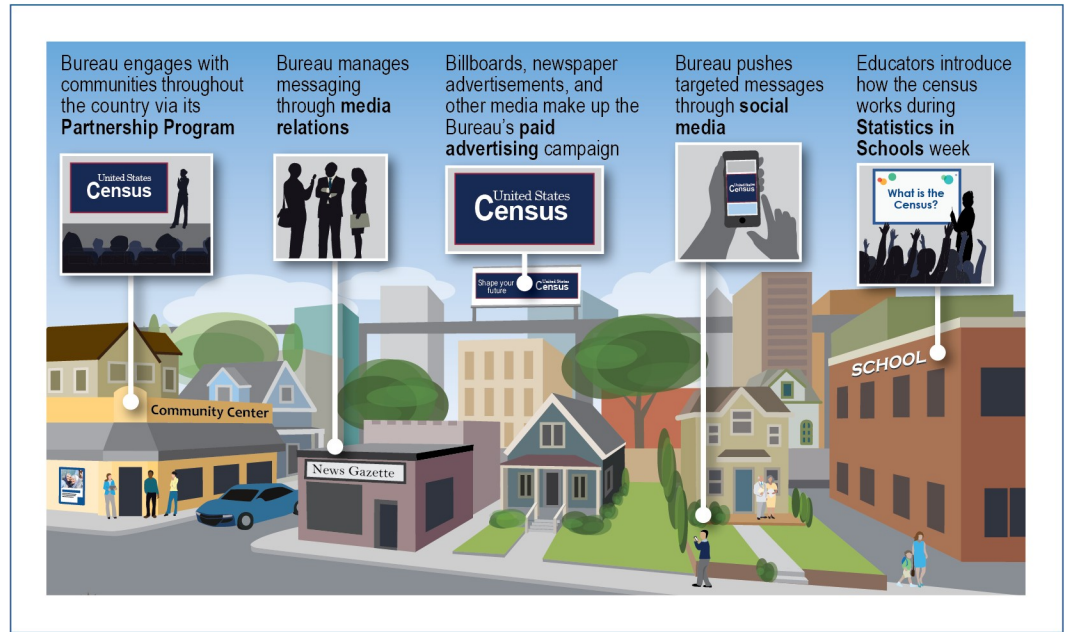 Bureau engages with
communities throughout
the country via its
Partnership Program
Bureau manages
messaging
through media
relations
Billboards, newspaper
advertisements, and
other media make up the
Bureau's paid
advertising campaign
Bureau pushes
targeted messages
through social
media
Educators introduce
how the census
works during
Statistics in
Schools week
United States
Census
United States
Census
United States
Census
What is the
Census?
Shape your
future
United States
Census
SCHOOL
Community Center
News Gazette